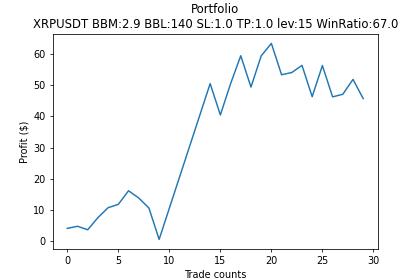 Portfolio
XRPUSDT BBM:2.9 BBL:140 SL:1.0 TP:1.0 lev:15 WinRatio:67.0
Profit ($)
60
50
40
30
20
10
0
0 5 10 15 20 25 30
Trade counts